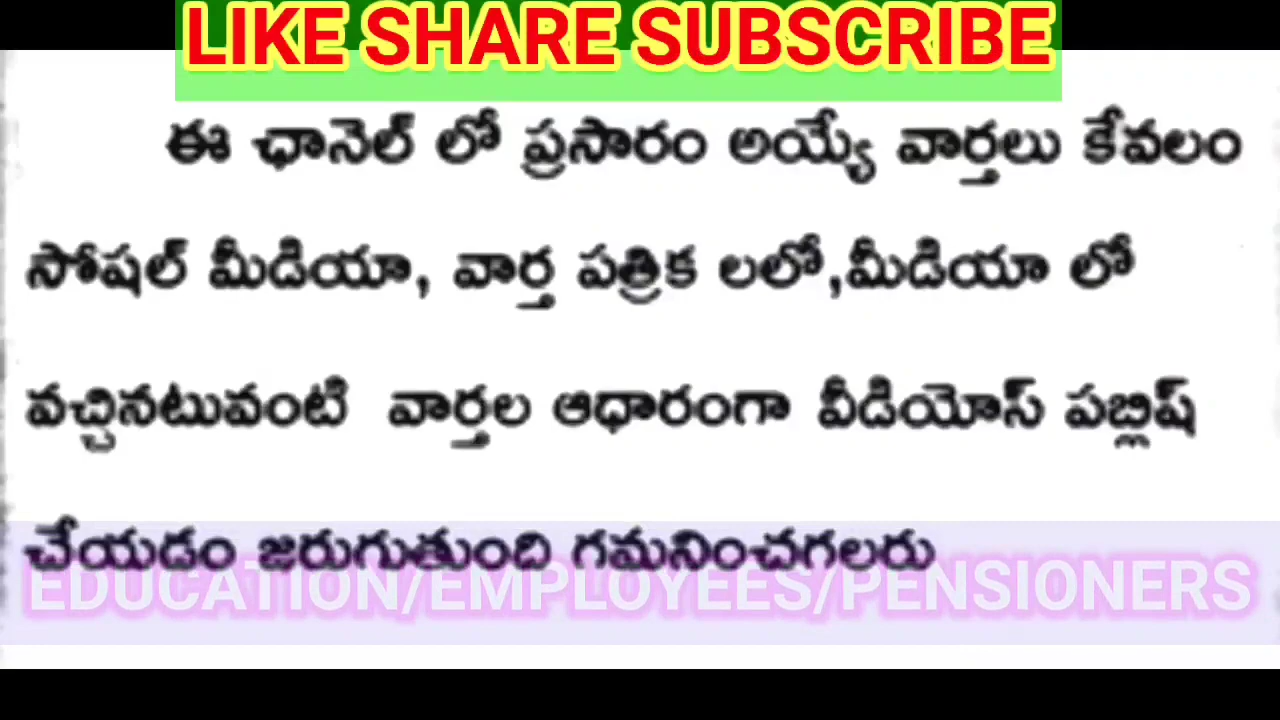 LIKE SHARE SUBSCRIBE
ఈ ఛానెల్ లో ప్రసారం అయ్యే వార్తలు కేవలం
సోషల్ మీడియా, వార్త పత్రిక లలో,మీడియా లో
వచ్చినటువంటి వార్తల ఆధారంగా వీడియోస్ పబ్లిష్
చేయడం జరుగుతుంది గమనించగలరు
EDUCATION/EMPLOYEES/PENSIONERS